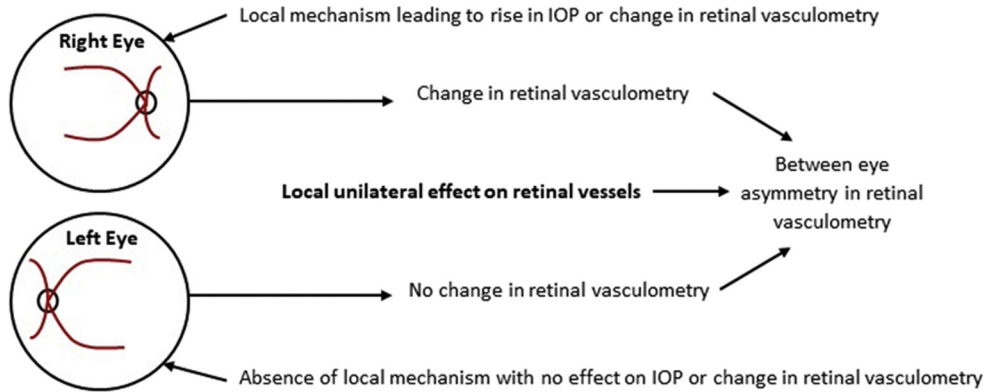 Local mechanism leading to rise in IOP or change in retinal vasculometry
Right Eye
Change in retinal vasculometry
Between eye
asymmetry in retinal
vasculometry
Local unilateral effect on retinal vessels
Left Eye
No change in retinal vasculometry
Absence of local mechanism with no effect on IOP or change in retinal vasculometry